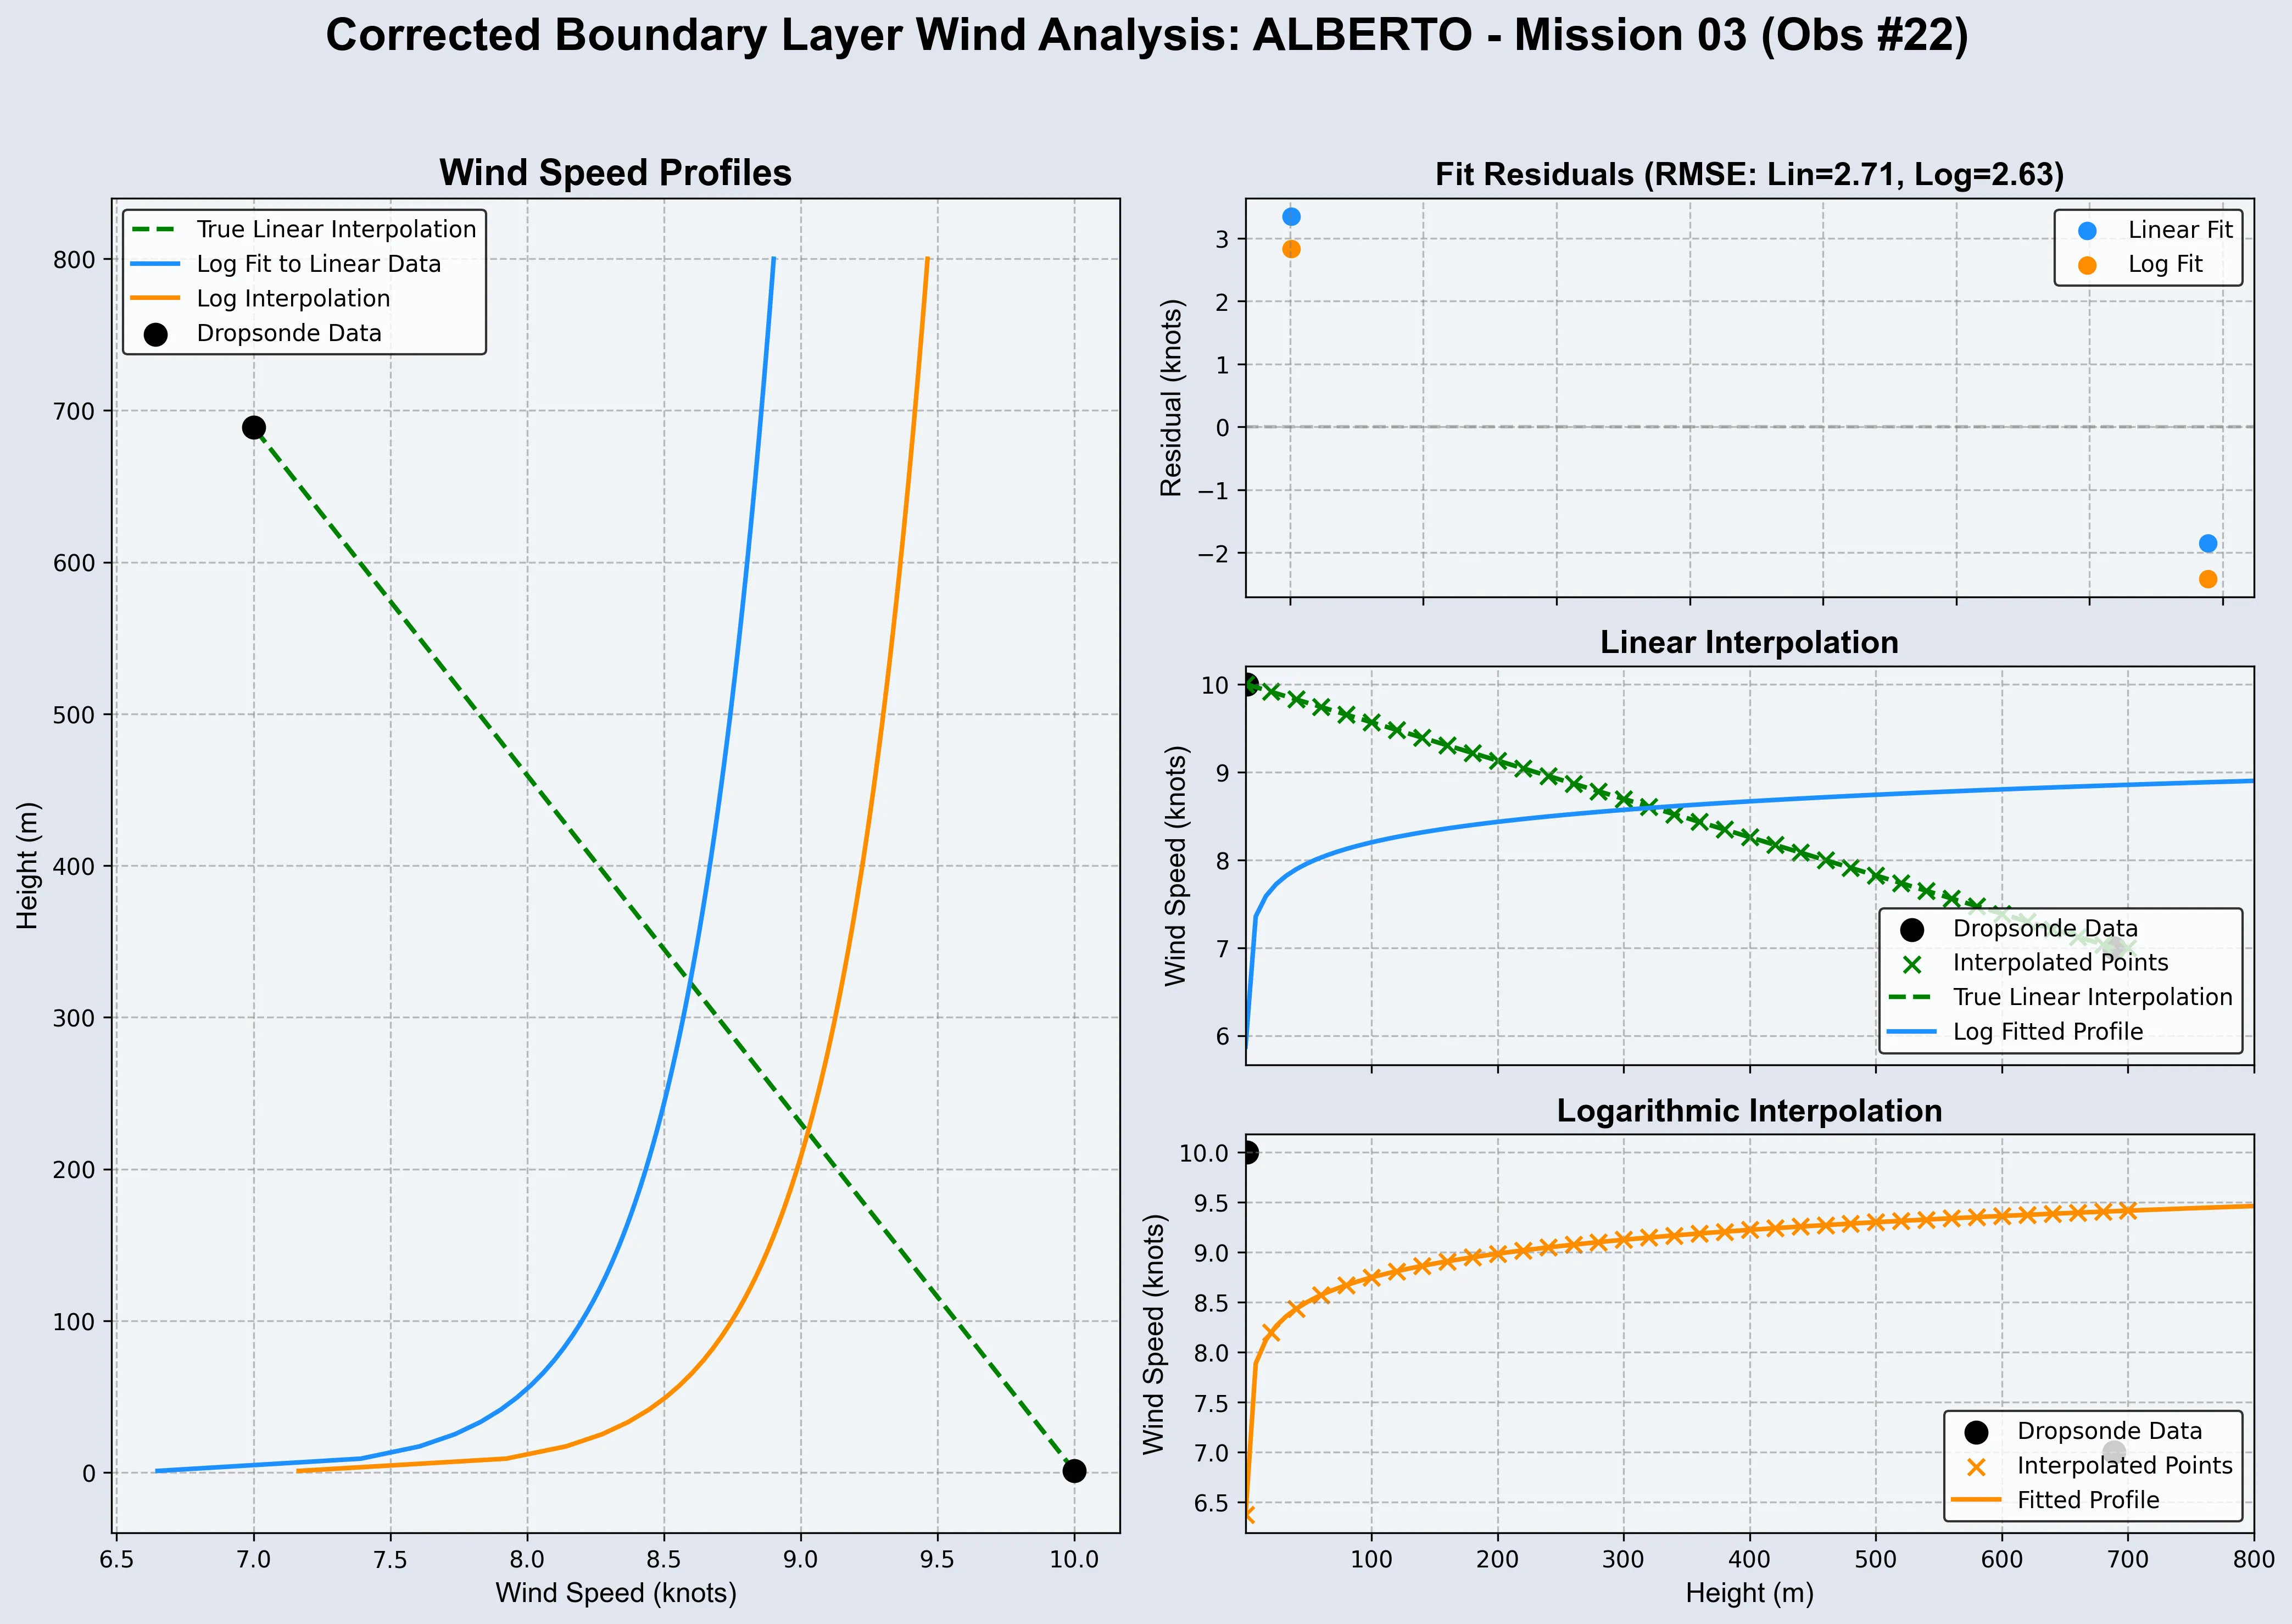 Corrected Boundary Layer Wind Analysis: ALBERTO - Mission 03 (Obs #22)
Wind Speed Profiles
True Linear Interpolation
Log Fit to Linear Data
Log Interpolation
Dropsonde Data
800
700
600
500
400
300
200
100
0
Height (m)
6.5 7.0 7.5 8.0 8.5 9.0 9.5 10.0
Wind Speed (knots)
Fit Residuals (RMSE: Lin=2.71, Log=2.63)
Linear Fit
Log Fit
3
2
1
0
−1
−2
Residual (knots)
Linear Interpolation
10
9
8
7
6
Wind Speed (knots)
Dropsonde Data
Interpolated Points
True Linear Interpolation
Log Fitted Profile
Logarithmic Interpolation
10.0
9.5
9.0
8.5
8.0
7.5
7.0
6.5
Wind Speed (knots)
Dropsonde Data
Interpolated Points
Fitted Profile
100 200 300 400 500 600 700 800
Height (m)